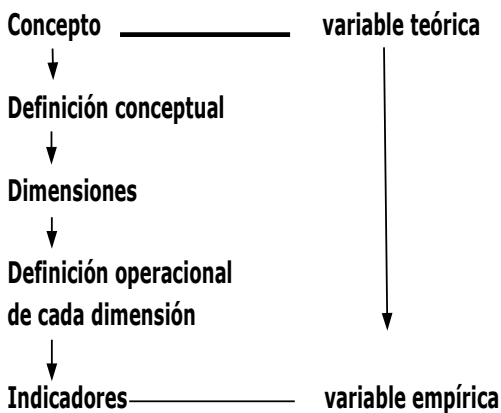 Concepto variable teórica
Definición conceptual
Dimensiones
Definición operacional
de cada dimensión
Indicadores variable empírica